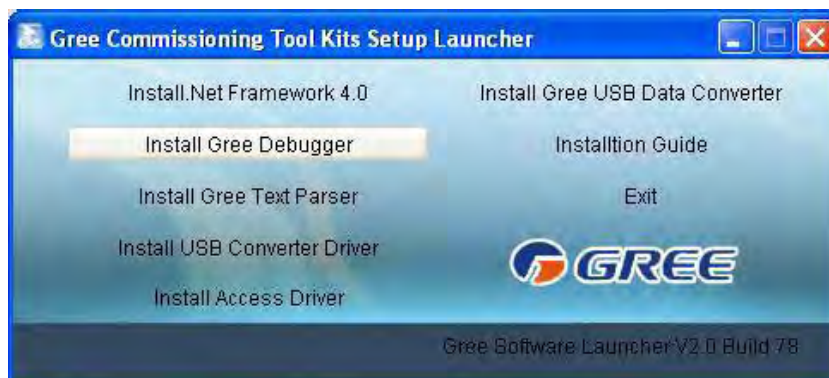 Gree Commissioning Tool Kits Setup Launcher
Install.Net Framework 4.0
Install Gree USB Data Converter
Install Gree Debugger
Installtion Guide
Install Gree Text Parser
Exit
Install USB Converter Driver
GREE
Install Access Driver
Gree Software Launcher V2.0 Build 78